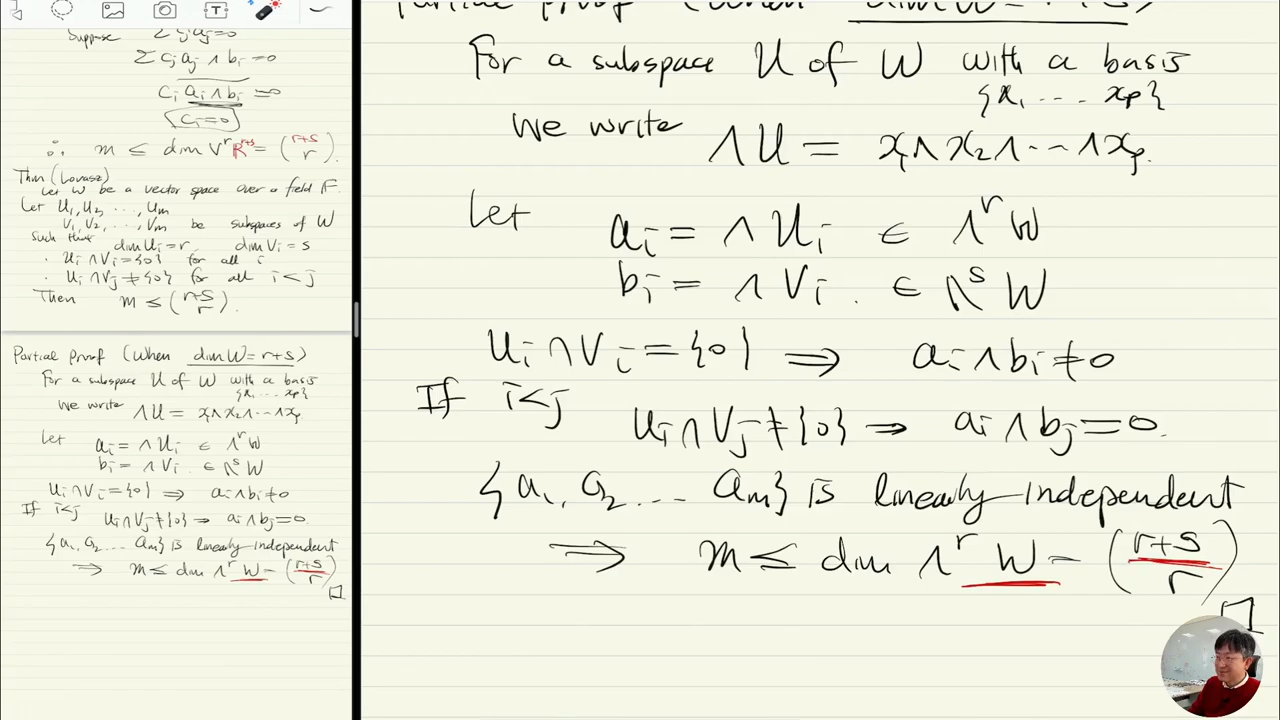 Suppose Σ cjaj=0
Σ cj aj ∧ bi =0
ci ai ∧ bi =0
ci=0
∴ m ≤ dim V^r R^{r+s} = (r+s r).
Thm (Lovasz)
Let W be a vector space over a field F.
Let U1, U2, ..., Um
V1, V2, ..., Vm be subspaces of W
Such that dim Ui = r, dim Vi = s
· Ui ∩ Vi = {0} for all i
· Ui ∩ Vj ≠ {0} for all i < j
Then m ≤ (r+s r).
Partial proof (When dim W = r+s)
For a subspace U of W with a basis
{x1 ... xp}
We write ∧U = x1∧x2∧...∧xp
Let ai = ∧Ui ∈ ∧^r W
bi = ∧Vi. ∈ ∧^s W
Ui ∩ Vi = {0} ⇒ ai∧bi≠0
If i<j
Ui ∩ Vj ≠ {0} ⇒ ai∧bj=0.
{a1, a2 ... am} is linearly independent
⇒ m ≤ dim ∧^r W = (r+s r)
□
For a subspace U of W with a basis
{x1 ... xp}
We write ∧U = x1∧x2∧...∧xp.
Let ai = ∧Ui ∈ ∧^r W
bi = ∧Vi. ∈ ∧^s W
Ui ∩ Vi = {0} ⇒ ai∧bi≠0
If i<j
Ui ∩ Vj ≠ {0} ⇒ ai∧bj=0.
{a1, a2 ... am} is linearly independent
⇒ m ≤ dim ∧^r W = (r+s r)
□